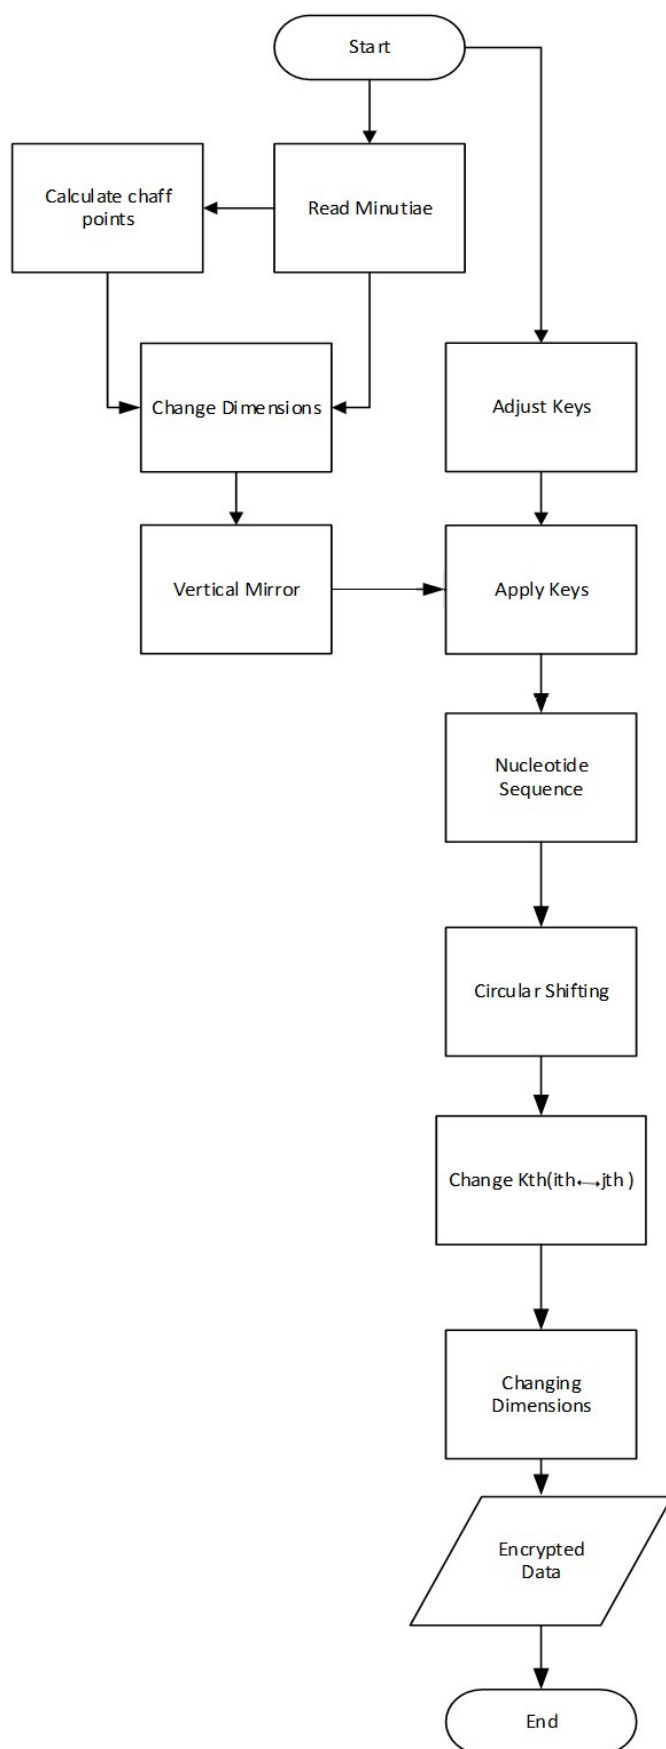 Start
Calculate chaff
points
Read Minutiae
Change Dimensions
Adjust Keys
Vertical Mirror
Apply Keys
Nucleotide
Sequence
Circular Shifting
Change Kth(ith↔jth )
Changing
Dimensions
Encrypted
Data
End